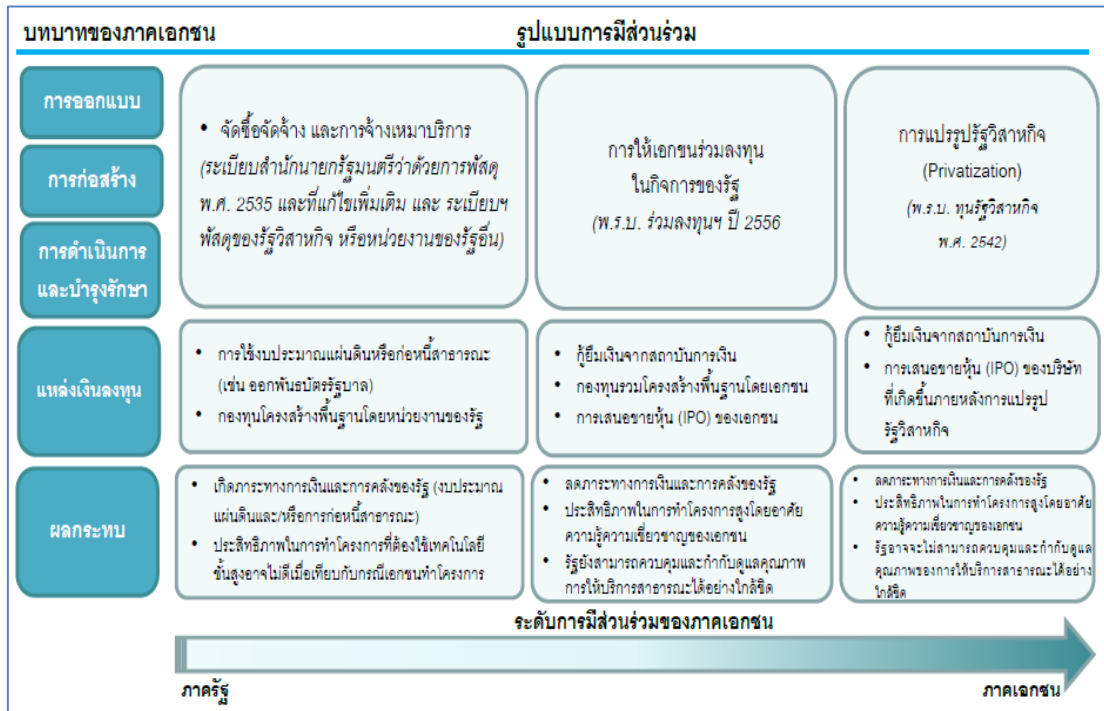 บทบาทของภาคเอกชน
รูปแบบการมีส่วนร่วม
การออกแบบ
การก่อสร้าง
การดำเนินการ
และบำรุงรักษา
• จัดซื้อจัดจ้าง และการจ้างเหมาบริการ
(ระเบียบสำนักนายกรัฐมนตรีว่าด้วยการพัสดุ
พ.ศ. 2535 และที่แก้ไขเพิ่มเติม และ ระเบียบฯ
พัสดุของรัฐวิสาหกิจ หรือหน่วยงานของรัฐอื่น)
การให้เอกชนร่วมลงทุน
ในกิจการของรัฐ
(พ.ร.บ. ร่วมลงทุนฯ ปี 2556
การแปรรูปรัฐวิสาหกิจ
(Privatization)
(พ.ร.บ. ทุนรัฐวิสาหกิจ
พ.ศ. 2542)
แหล่งเงินลงทุน
• การใช้งบประมาณแผ่นดินหรือก่อหนี้สาธารณะ
(เช่น ออกพันธบัตรรัฐบาล)
• กองทุนโครงสร้างพื้นฐานโดยหน่วยงานของรัฐ
• กู้ยืมเงินจากสถาบันการเงิน
• กองทุนรวมโครงสร้างพื้นฐานโดยเอกชน
• การเสนอขายหุ้น (IPO) ของเอกชน
• กู้ยืมเงินจากสถาบันการเงิน
• การเสนอขายหุ้น (IPO) ของบริษัท
ที่เกิดขึ้นภายหลังการแปรรูป
รัฐวิสาหกิจ
ผลกระทบ
• เกิดภาระทางการเงินและการคลังของรัฐ (งบประมาณ
แผ่นดินและ/หรือการก่อหนี้สาธารณะ)
• ประสิทธิภาพในการทำโครงการที่ต้องใช้เทคโนโลยี
ขั้นสูงอาจไม่ดีเมื่อเทียบกับกรณีเอกชนทำโครงการ
• ลดภาระทางการเงินและการคลังของรัฐ
• ประสิทธิภาพในการทำโครงการสูงโดยอาศัย
ความรู้ความเชี่ยวชาญของเอกชน
• รัฐยังสามารถควบคุมและกำกับดูแลคุณภาพ
การให้บริการสาธารณะได้อย่างใกล้ชิด
• ลดภาระทางการเงินและการคลังของรัฐ
• ประสิทธิภาพในการทำโครงการสูงโดยอาศัย
ความรู้ความเชี่ยวชาญของเอกชน
• รัฐอาจจะไม่สามารถควบคุมและกำกับดูแล
คุณภาพของการให้บริการสาธารณะได้อย่าง
ใกล้ชิด
ระดับการมีส่วนร่วมของภาคเอกชน
ภาครัฐ
ภาคเอกชน